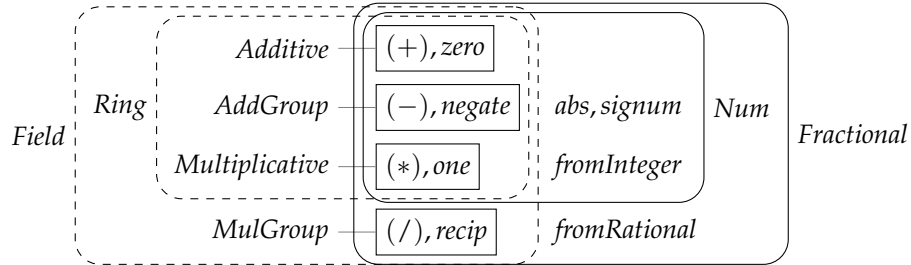 Additive (+), zero
Ring AddGroup (−), negate abs, signum Num
Field Fractional
Multiplicative (∗), one fromInteger
MulGroup (/), recip fromRational